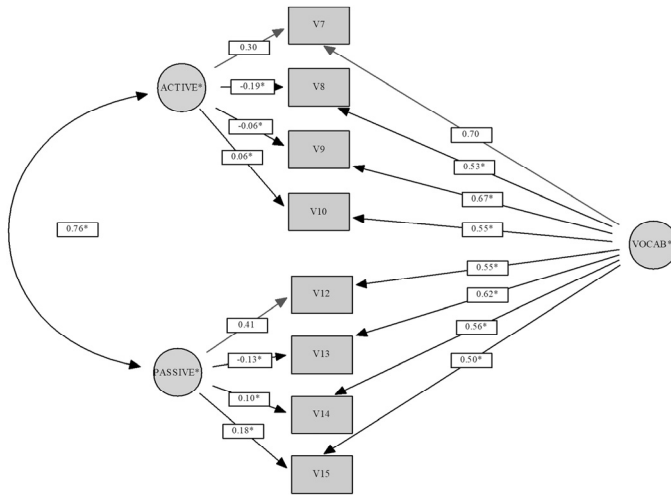 V7
0.30
ACTIVE*
-0.19*
V8
-0.06*
V9
0.70
0.06*
0.53*
0.67*
V10
0.76*
0.55*
VOCAB*
0.55*
V12
0.62*
0.41
0.56*
V13
-0.13*
0.50*
PASSIVE*
0.10*
V14
0.18*
V15